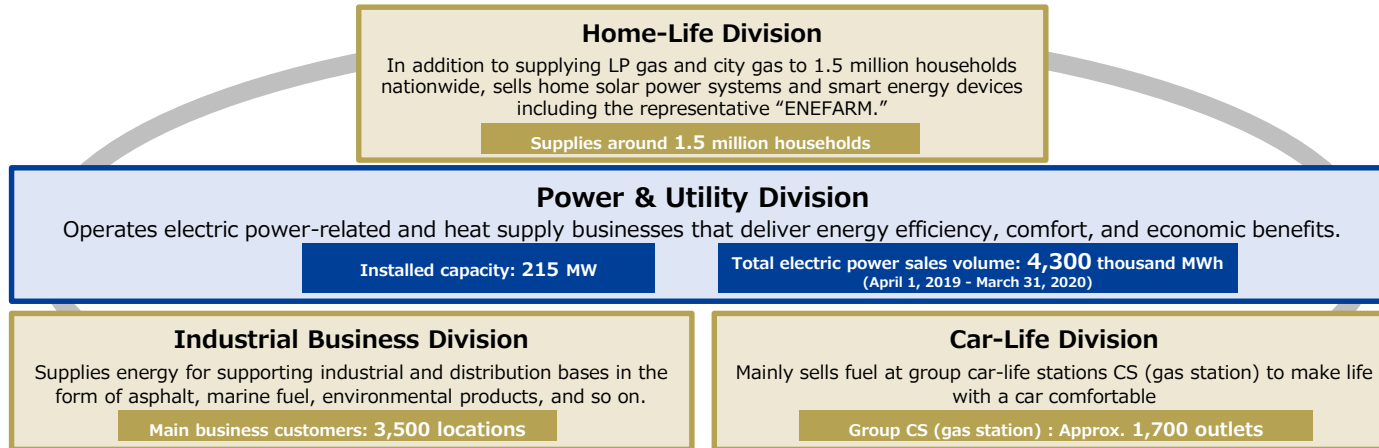 Home-Life Division
In addition to supplying LP gas and city gas to 1.5 million households
nationwide, sells home solar power systems and smart energy devices
including the representative “ENEFARM.”
Supplies around 1.5 million households
Power & Utility Division
Operates electric power-related and heat supply businesses that deliver energy efficiency, comfort, and economic benefits.
Installed capacity: 215 MW
Total electric power sales volume: 4,300 thousand MWh
(April 1, 2019 - March 31, 2020)
Industrial Business Division
Supplies energy for supporting industrial and distribution bases in the
form of asphalt, marine fuel, environmental products, and so on.
Main business customers: 3,500 locations
Car-Life Division
Mainly sells fuel at group car-life stations CS (gas station) to make life
with a car comfortable
Group CS (gas station) : Approx. 1,700 outlets